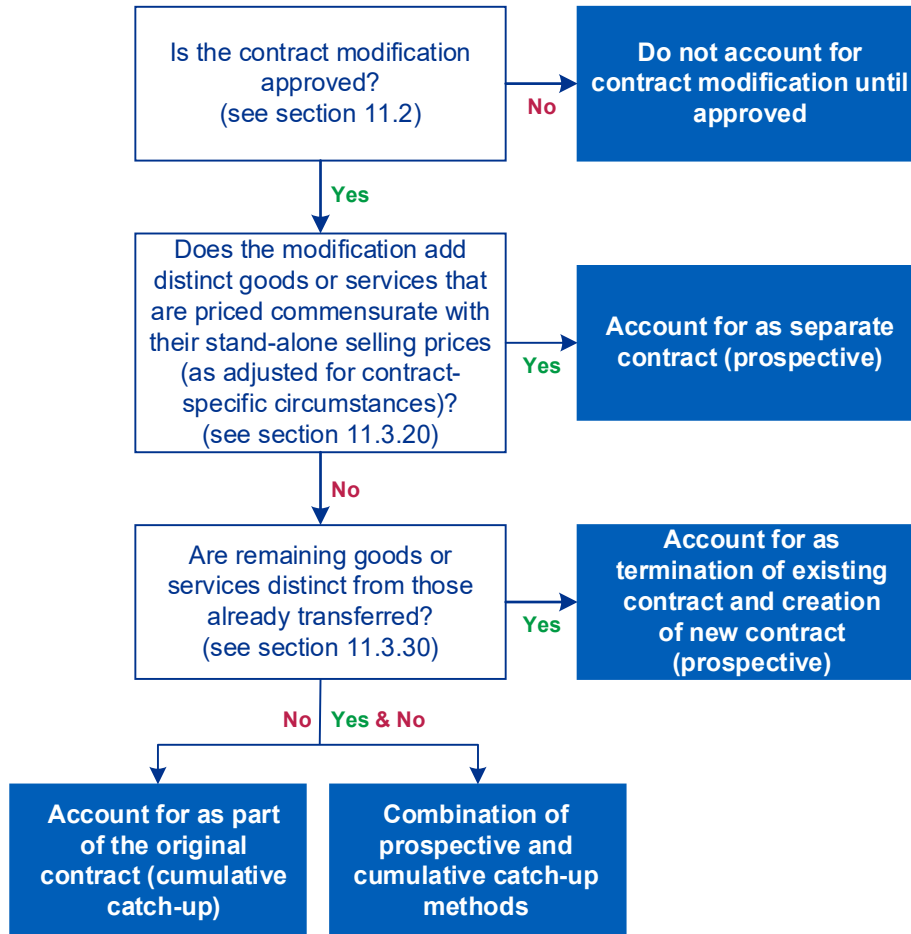 Is the contract modification
approved?
(see section 11.2)
No
Do not account for
contract modification until
approved
Yes
Does the modification add
distinct goods or services that
are priced commensurate with
their stand-alone selling prices
(as adjusted for contract-
specific circumstances)?
(see section 11.3.20)
Yes
Account for as separate
contract (prospective)
No
Are remaining goods or
services distinct from those
already transferred?
(see section 11.3.30)
Yes
Account for as
termination of existing
contract and creation
of new contract
(prospective)
No
Yes & No
Account for as part
of the original
contract (cumulative
catch-up)
Combination of
prospective and
cumulative catch-up
methods